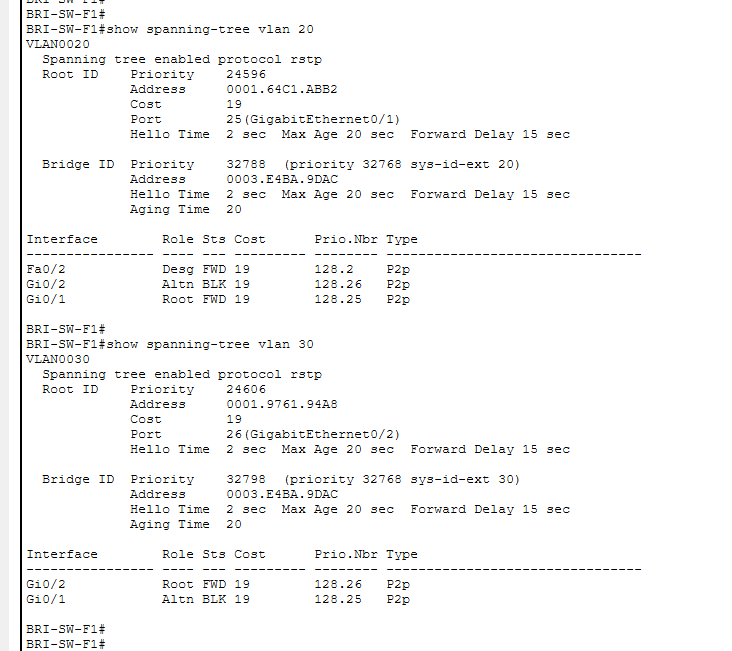 BRI-SW-F1#
BRI-SW-F1#show spanning-tree vlan 20
VLAN0020
  Spanning tree enabled protocol rstp
  Root ID    Priority    24596
             Address     0001.64C1.ABB2
             Cost        19
             Port        25(GigabitEthernet0/1)
             Hello Time  2 sec  Max Age 20 sec  Forward Delay 15 sec

  Bridge ID  Priority    32788  (priority 32768 sys-id-ext 20)
             Address     0003.E4BA.9DAC
             Hello Time  2 sec  Max Age 20 sec  Forward Delay 15 sec
             Aging Time  20

Interface        Role Sts Cost      Prio.Nbr Type
---------------- ---- --- --------- -------- --------------------------------
Fa0/2            Desg FWD 19        128.2    P2p
Gi0/2            Altn BLK 19        128.26   P2p
Gi0/1            Root FWD 19        128.25   P2p

BRI-SW-F1#
BRI-SW-F1#show spanning-tree vlan 30
VLAN0030
  Spanning tree enabled protocol rstp
  Root ID    Priority    24606
             Address     0001.9761.94A8
             Cost        19
             Port        26(GigabitEthernet0/2)
             Hello Time  2 sec  Max Age 20 sec  Forward Delay 15 sec

  Bridge ID  Priority    32798  (priority 32768 sys-id-ext 30)
             Address     0003.E4BA.9DAC
             Hello Time  2 sec  Max Age 20 sec  Forward Delay 15 sec
             Aging Time  20

Interface        Role Sts Cost      Prio.Nbr Type
---------------- ---- --- --------- -------- --------------------------------
Gi0/2            Root FWD 19        128.26   P2p
Gi0/1            Altn BLK 19        128.25   P2p

BRI-SW-F1#
BRI-SW-F1#